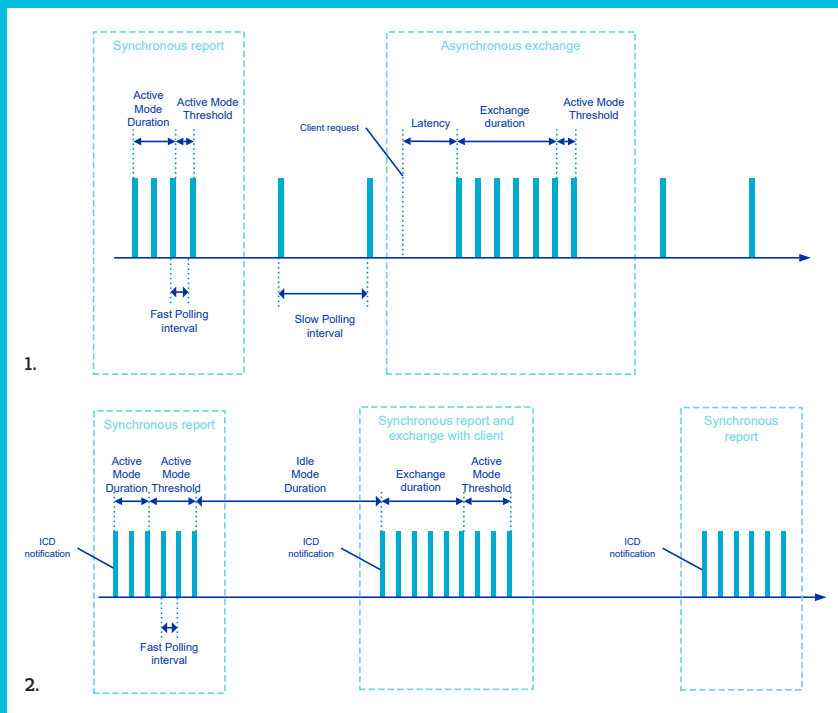 Synchronous report
Asynchronous exchange
Active
Mode
Duration
Active Mode
Threshold
Client request
Latency
Exchange
duration
Active Mode
Threshold
Fast Polling
interval
Slow Polling
interval
1.
Synchronous report
Synchronous report and
exchange with client
Synchronous
report
Active
Mode
Duration
Active
Mode
Threshold
Idle
Mode
Duration
Exchange
duration
Active
Mode
Threshold
ICD
notification
ICD
notification
ICD
notification
Fast Polling
interval
2.